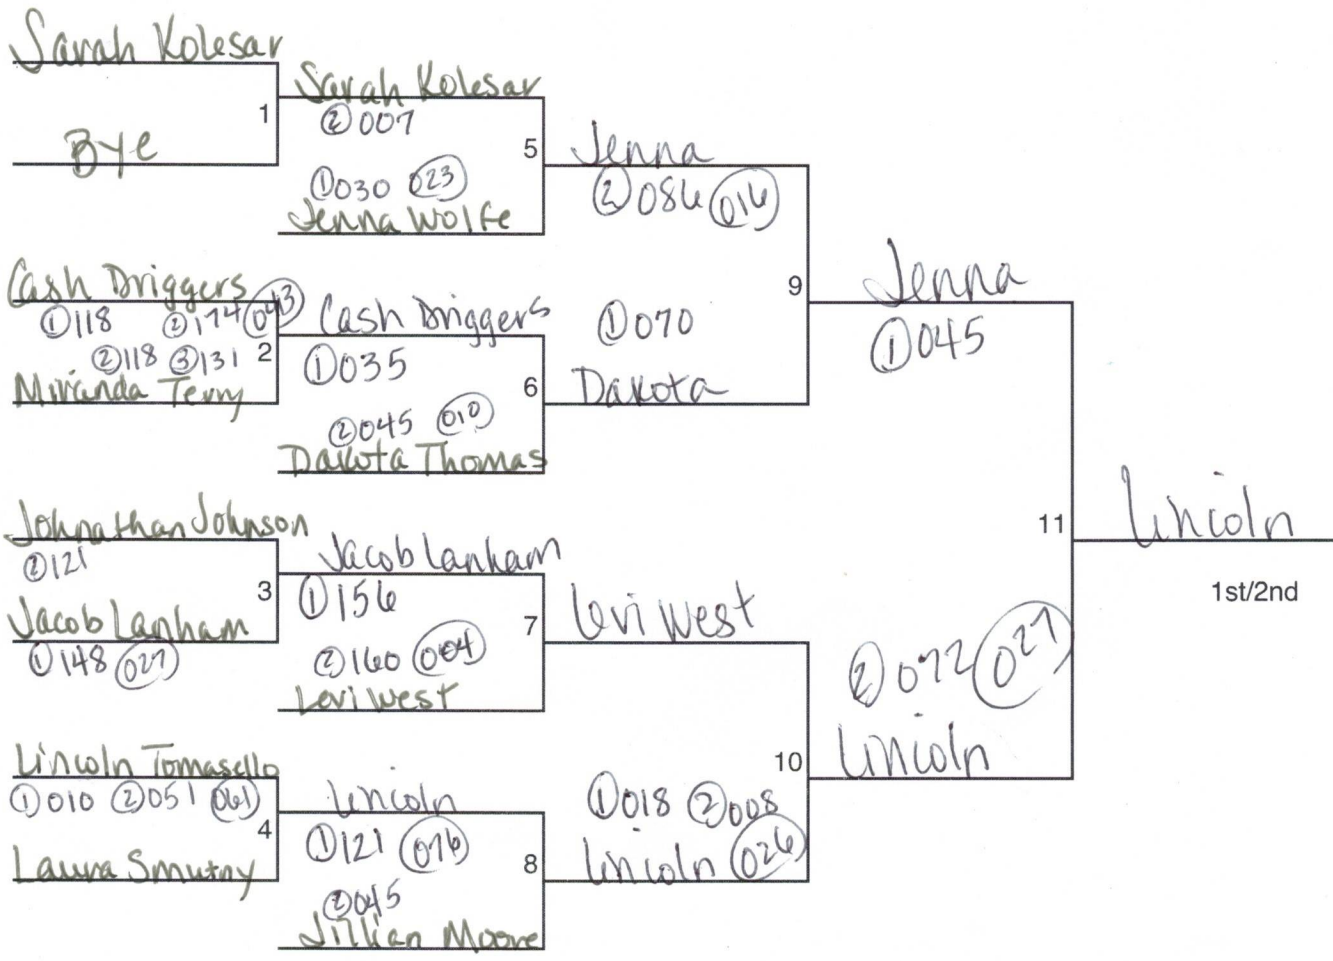 Sarah Kolesar
1
Bye
Sarah Kolesar
② 007
① 030 023
Jenna Wolfe
5
Cash Driggers
① 118 ② 174 043
② 118 ③ 131
2
Miranda Terry
Cash Driggers
① 035
② 045 010
Dakota Thomas
6
Johnathan Johnson
② 121
3
Jacob Lanham
① 148 027
Jacob Lanham
① 156
② 160 004
Levi West
7
Lincoln Tomasello
① 010 ② 051 061
4
Laura Smutny
Lincoln
① 121 076
② 045
Jillian Moore
8
Jenna
② 086 016
9
① 070
Dakota
Levi West
10
① 018 ② 008
Lincoln 026
Jenna
① 045
11
② 072 027
Lincoln
Lincoln
1st/2nd